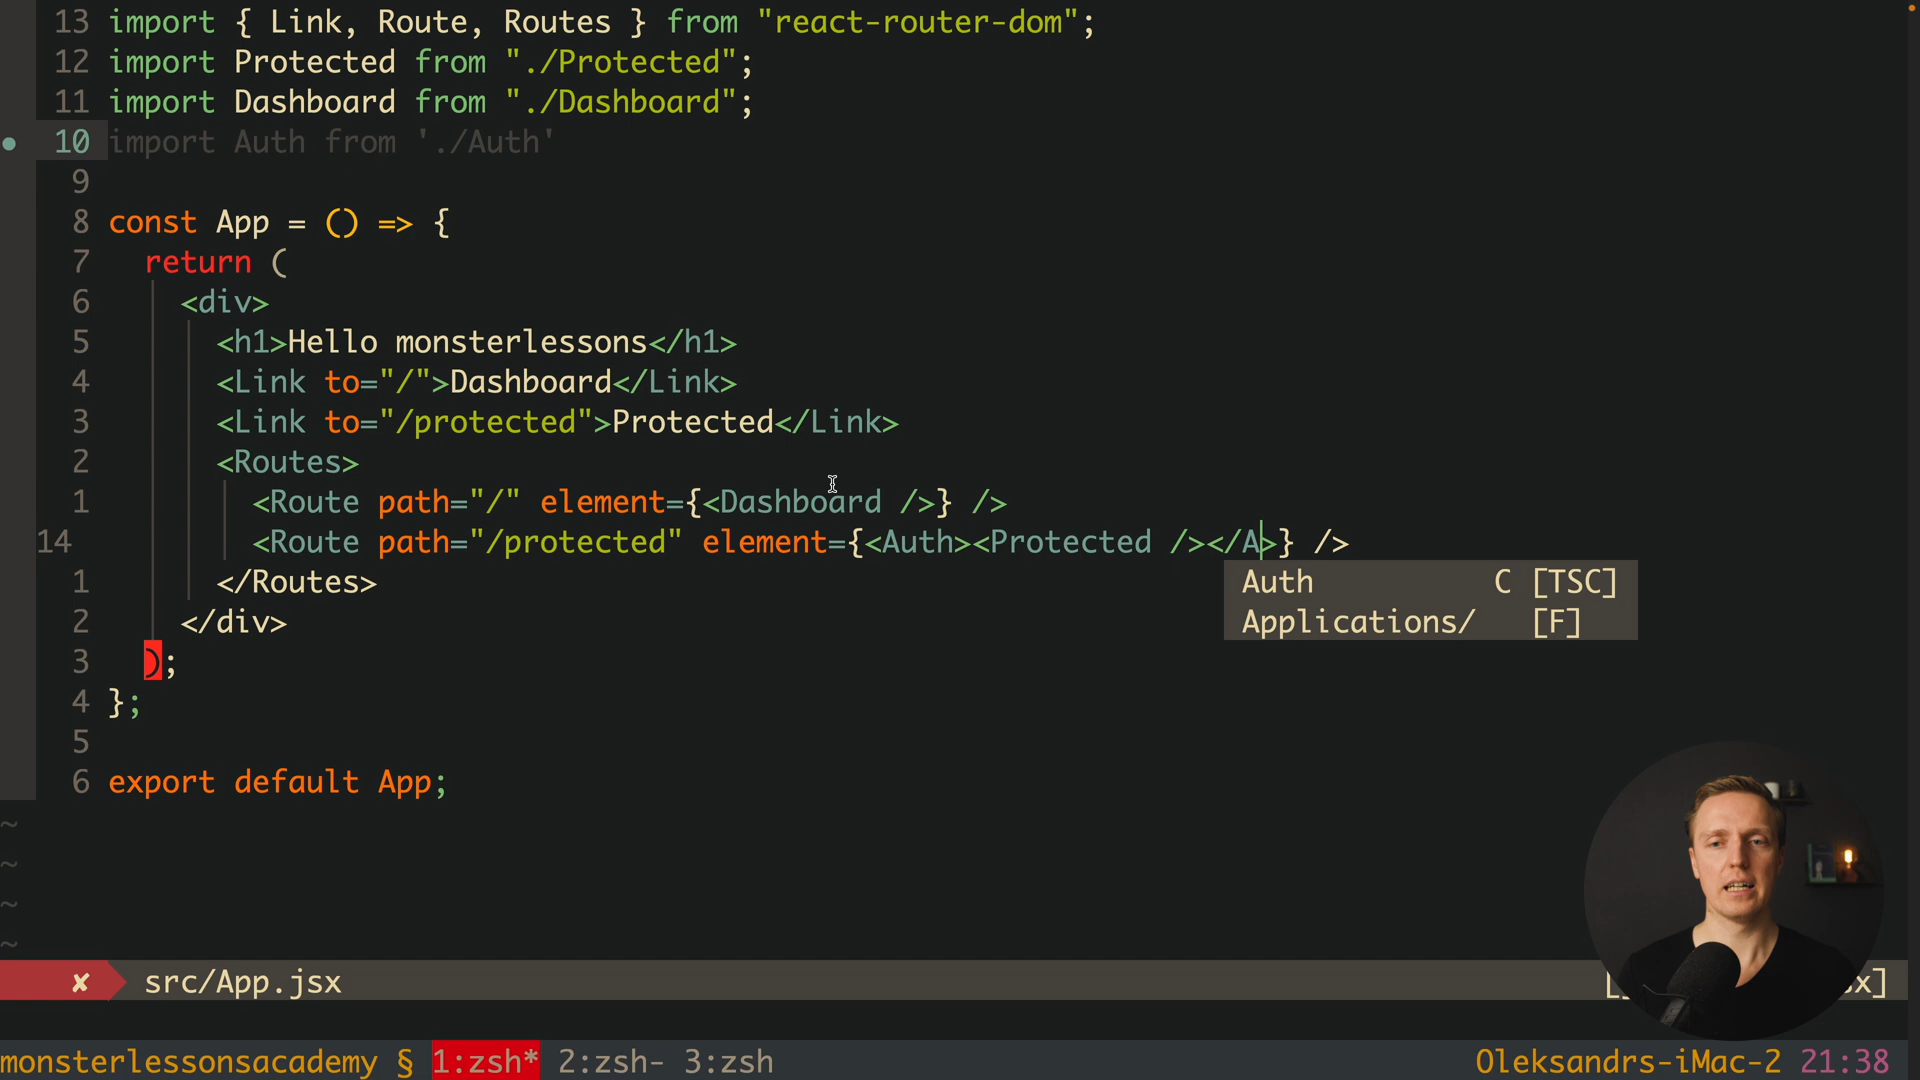 13 import { Link, Route, Routes } from "react-router-dom";
12 import Protected from "./Protected";
11 import Dashboard from "./Dashboard";
10 import Auth from './Auth'
9
8 const App = () => {
7 return (
6 <div>
5 <h1>Hello monsterlessons</h1>
4 <Link to="/">Dashboard</Link>
3 <Link to="/protected">Protected</Link>
2 <Routes>
1 <Route path="/" element={<Dashboard />} />
14 <Route path="/protected" element={<Auth><Protected /></A>} />
1 </Routes>
Auth C [TSC]
2 </div>
Applications/ [F]
3 );
4 };
5
6 export default App;
~
~
~
~
✘ src/App.jsx
monsterlessonsacademy § 1:zsh* 2:zsh- 3:zsh Oleksandrs-iMac-2 21:38